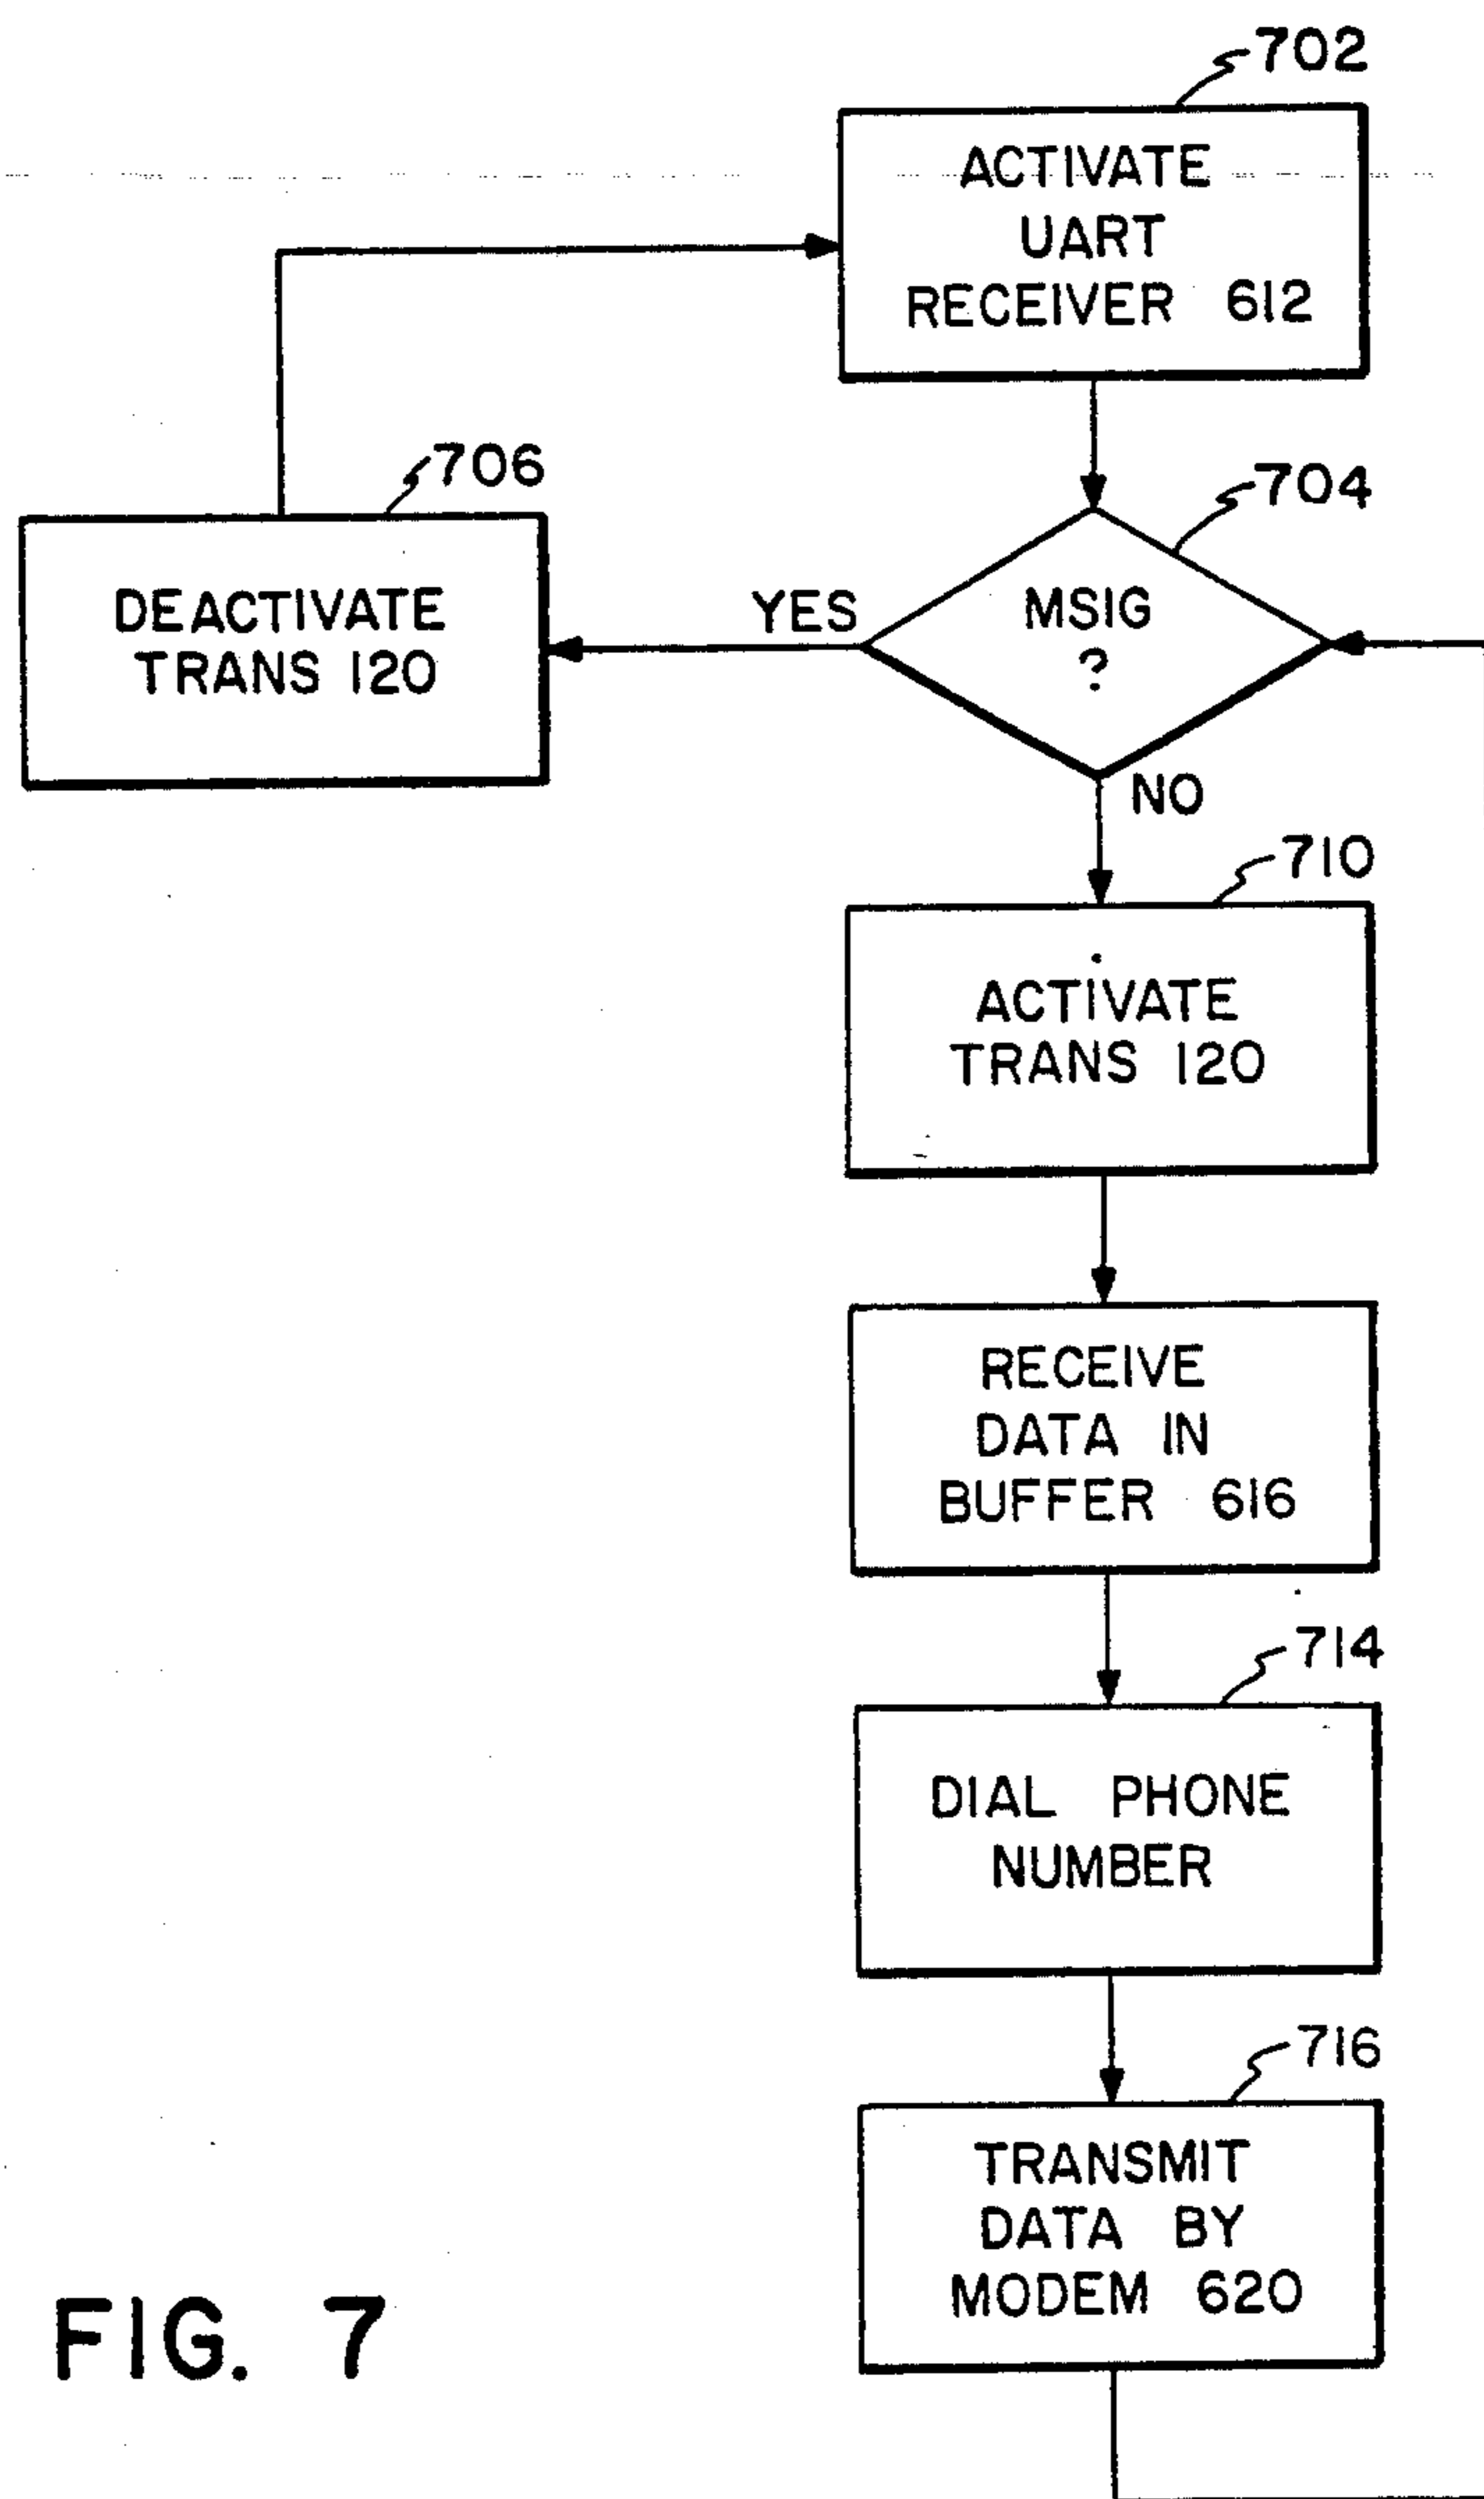 702
ACTIVATE
UART
RECEIVER 612
706
704
DEACTIVATE
TRANS 120
YES
MSIG
?
NO
710
ACTIVATE
TRANS 120
RECEIVE
DATA IN
BUFFER 616
714
DIAL PHONE
NUMBER
716
TRANSMIT
DATA BY
MODEM 620
FIG. 7